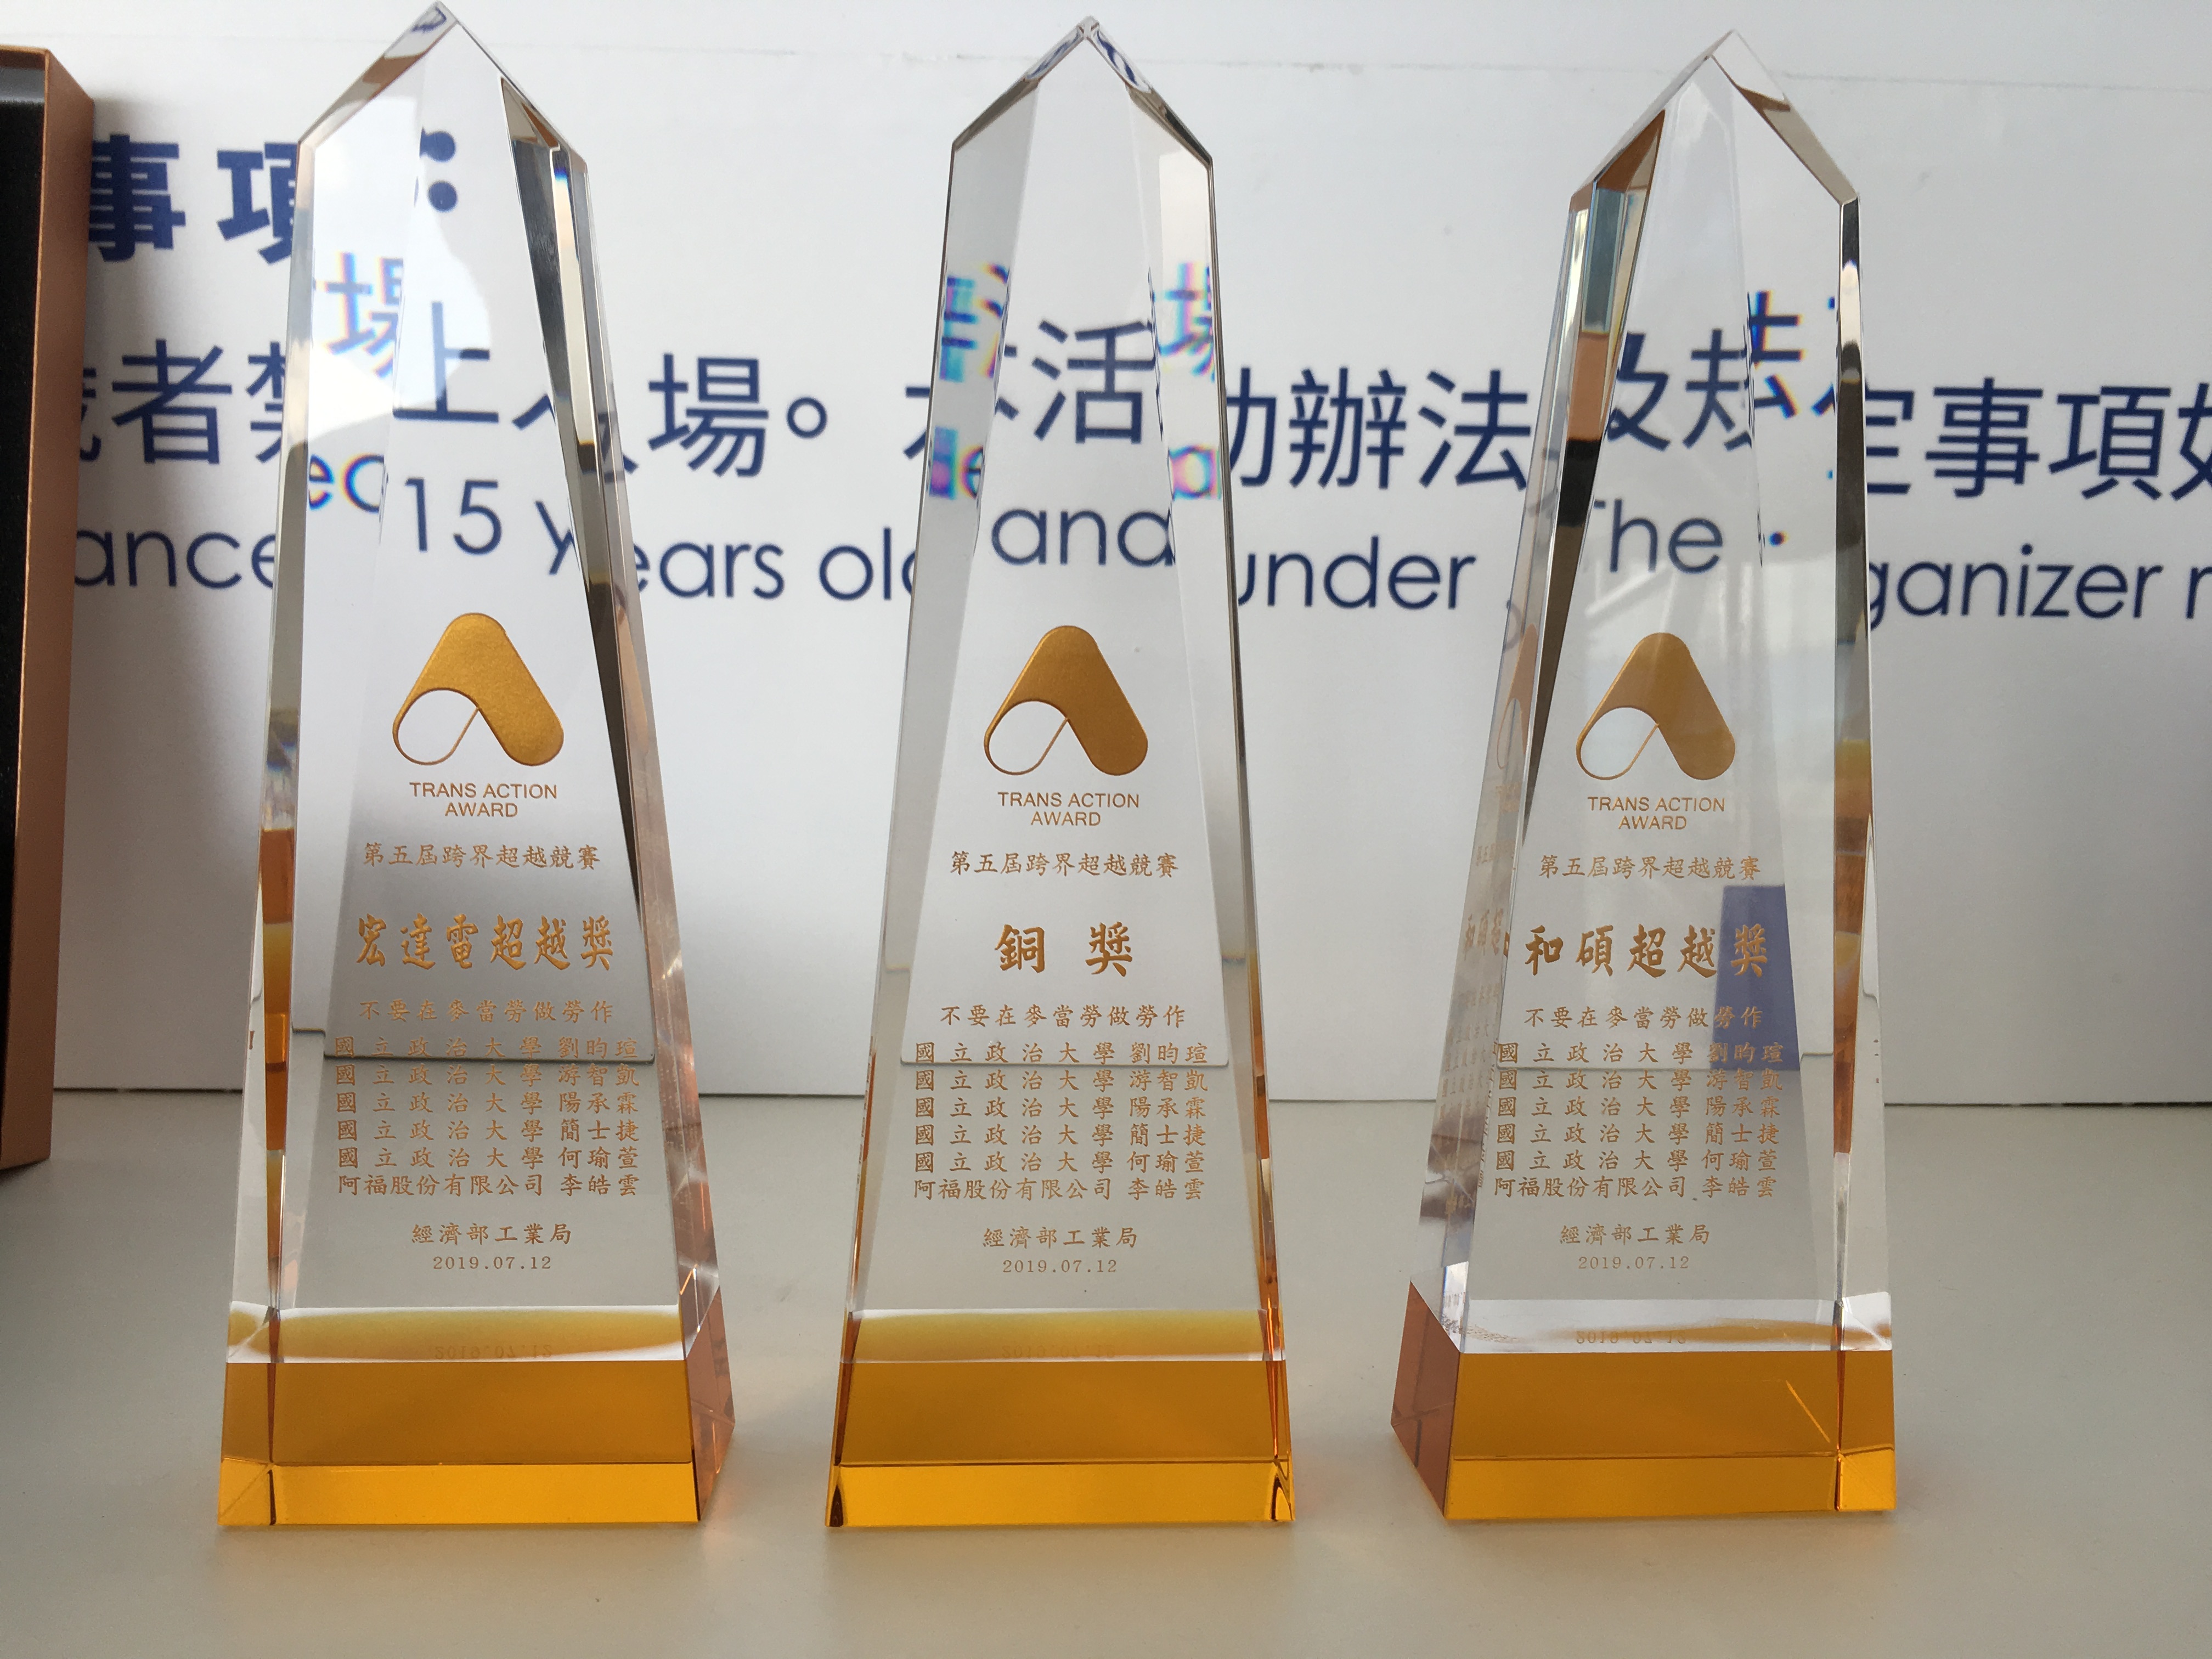 事項
者禁止入場。本活動辦法及規定事項如
ance 15 years old and under . The organizer r
TRANS ACTION
AWARD
第五屆跨界超越競賽
宏達電超越獎
不要在麥當勞做勞作
國立政治大學 劉昀瑄
國立政治大學 游智凱
國立政治大學 陽承霖
國立政治大學 簡士捷
國立政治大學 何瑜萱
阿福股份有限公司 李皓雲
經濟部工業局
2019.07.12
TRANS ACTION
AWARD
第五屆跨界超越競賽
銅獎
不要在麥當勞做勞作
國立政治大學 劉昀瑄
國立政治大學 游智凱
國立政治大學 陽承霖
國立政治大學 簡士捷
國立政治大學 何瑜萱
阿福股份有限公司 李皓雲
經濟部工業局
2019.07.12
TRANS ACTION
AWARD
第五屆跨界超越競賽
和碩超越獎
不要在麥當勞做勞作
國立政治大學 劉昀瑄
國立政治大學 游智凱
國立政治大學 陽承霖
國立政治大學 簡士捷
國立政治大學 何瑜萱
阿福股份有限公司 李皓雲
經濟部工業局
2019.07.12